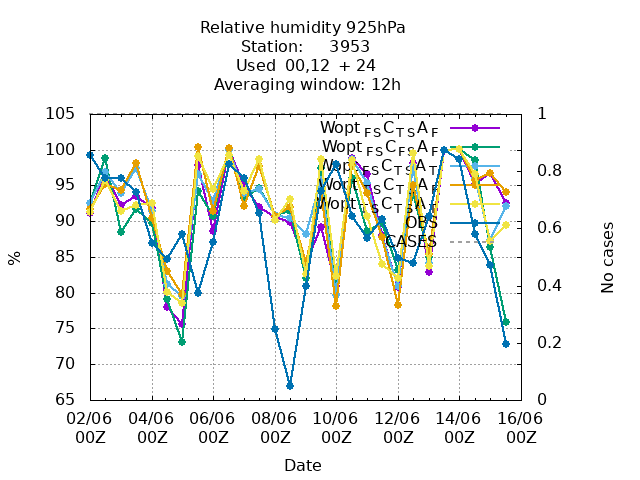 Relative humidity 925hPa
Station: 3953
Used 00,12 + 24
Averaging window: 12h
105
100
95
90
85
80
75
70
65
1
0.8
0.6
0.4
0.2
0
%
No cases
Wopt FS C T S A F
OBS
CASES
02/06 04/06 06/06 08/06 10/06 12/06 14/06 16/06
00Z 00Z 00Z 00Z 00Z 00Z 00Z 00Z
Date